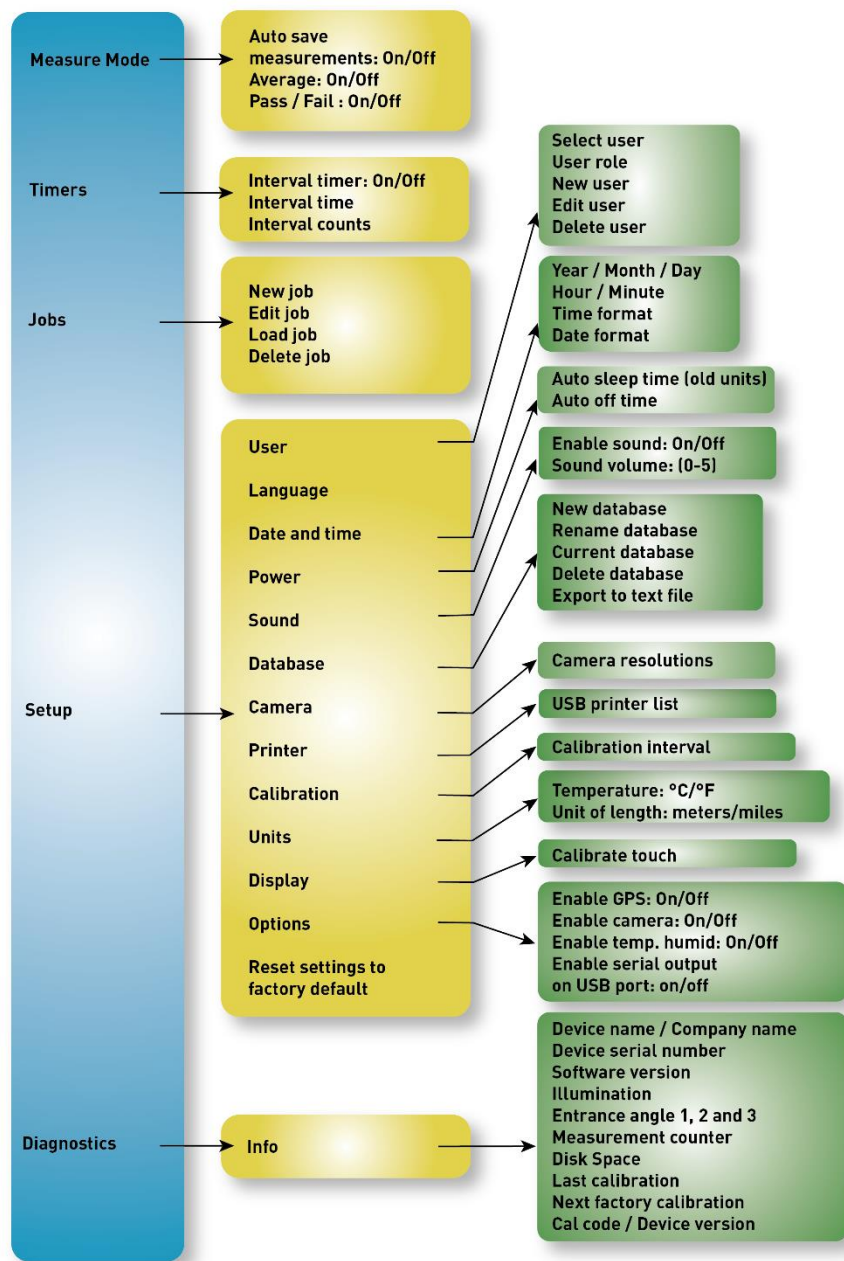 Measure Mode
Auto save
measurements: On/Off
Average: On/Off
Pass / Fail : On/Off
Timers
Interval timer: On/Off
Interval time
Interval counts
Jobs
New job
Edit job
Load job
Delete job
Setup
User
Language
Date and time
Power
Sound
Database
Camera
Printer
Calibration
Units
Display
Options
Reset settings to
factory default
Select user
User role
New user
Edit user
Delete user
Year / Month / Day
Hour / Minute
Time format
Date format
Auto sleep time (old units)
Auto off time
Enable sound: On/Off
Sound volume: (0-5)
New database
Rename database
Current database
Delete database
Export to text file
Camera resolutions
USB printer list
Calibration interval
Temperature: °C/°F
Unit of length: meters/miles
Calibrate touch
Enable GPS: On/Off
Enable camera: On/Off
Enable temp. humid: On/Off
Enable serial output
on USB port: on/off
Diagnostics
Info
Device name / Company name
Device serial number
Software version
Illumination
Entrance angle 1, 2 and 3
Measurement counter
Disk Space
Last calibration
Next factory calibration
Cal code / Device version